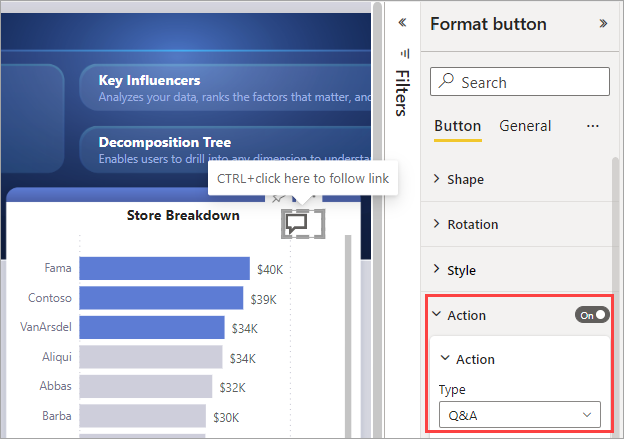 Key Influencers
Analyzes your data, ranks the factors that matter, and
Decomposition Tree
Enables users to drill into any dimension to understa
CTRL+click here to follow link
Store Breakdown
Fama $40K
Contoso $39K
VanArsdel $34K
Aliqui $34K
Abbas $32K
Barba $30K
Filters
Format button
Search
Button General
Shape
Rotation
Style
Action On
Action
Type
Q&A